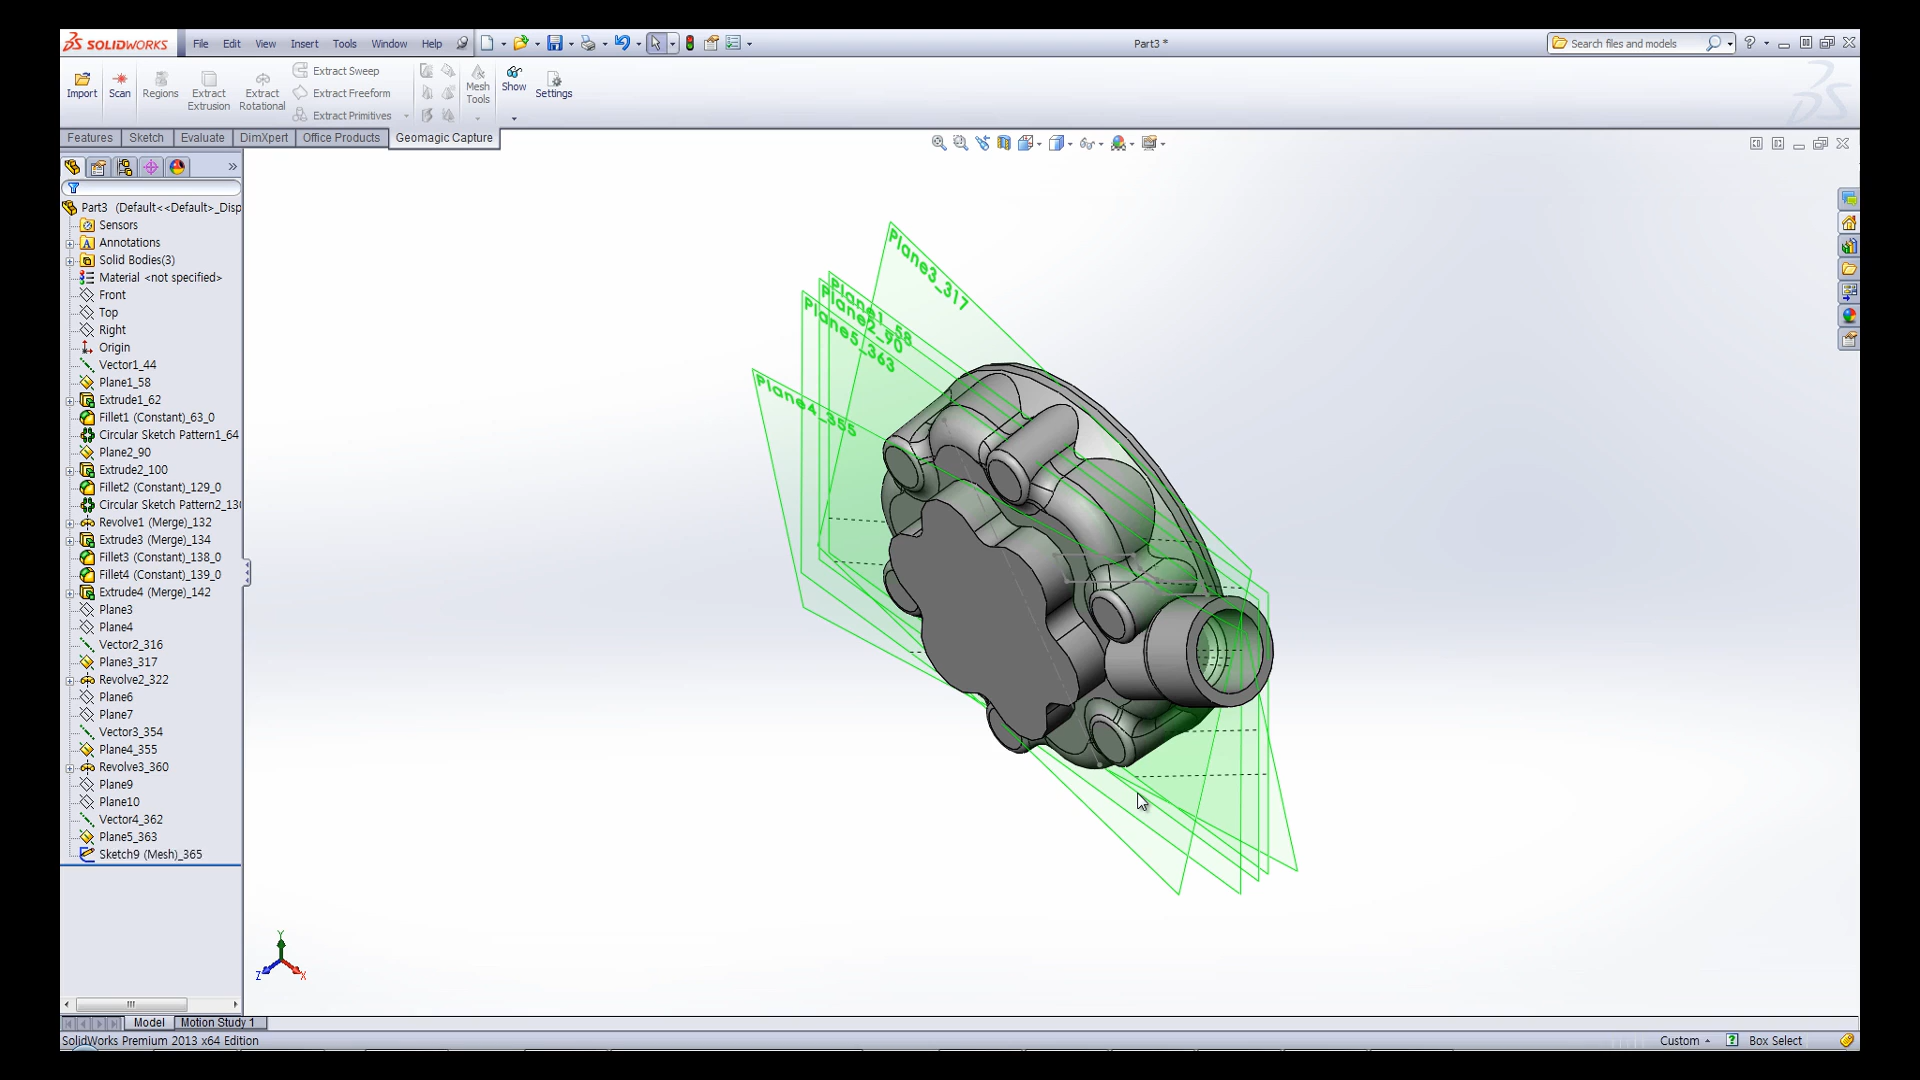 SOLIDWORKS File Edit View Insert Tools Window Help Part3 * Search files and models
Import Scan Regions Extract Extrusion Extract Rotational Extract Sweep Extract Freeform Extract Primitives Mesh Tools Show Settings
Features Sketch Evaluate DimXpert Office Products Geomagic Capture
Part3 (Default<<Default>_Disp
Sensors
Annotations
Solid Bodies(3)
Material <not specified>
Front
Top
Right
Origin
Vector1_44
Plane1_58
Extrude1_62
Fillet1 (Constant)_63_0
Circular Sketch Pattern1_64
Plane2_90
Extrude2_100
Fillet2 (Constant)_129_0
Circular Sketch Pattern2_130
Revolve1 (Merge)_132
Extrude3 (Merge)_134
Fillet3 (Constant)_138_0
Fillet4 (Constant)_139_0
Extrude4 (Merge)_142
Plane3
Plane4
Vector2_316
Plane3_317
Revolve2_322
Plane6
Plane7
Vector3_354
Plane4_355
Revolve3_360
Plane9
Plane10
Vector4_362
Plane5_363
Sketch9 (Mesh)_365
Plane3_317
Plane1_58
Plane2_90
Plane5_363
Plane4_355
Y
Z
X
Model Motion Study 1
SolidWorks Premium 2013 x64 Edition Custom Box Select